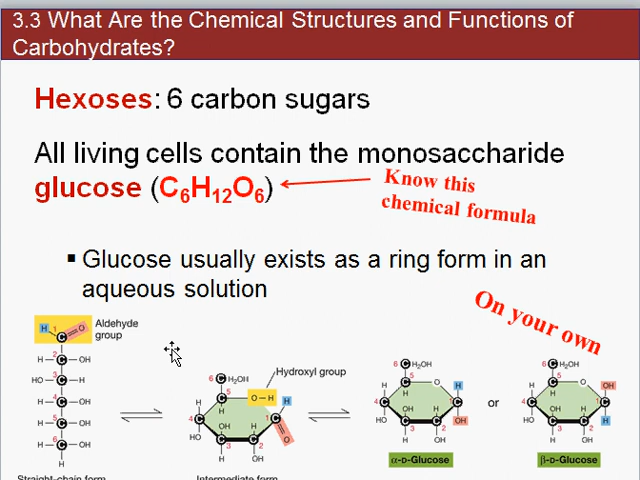 3.3 What Are the Chemical Structures and Functions of
Carbohydrates?
Hexoses: 6 carbon sugars
All living cells contain the monosaccharide
glucose (C6H12O6)
Know this
chemical formula
▪ Glucose usually exists as a ring form in an
aqueous solution
On your own
H 1 C O
Aldehyde
group
H 2 C OH
HO 3 C H
H 4 C OH
H 5 C OH
H 6 C OH
H
Straight-chain form
Hydroxyl group
6 CH2OH
H 5 C O H H
4 C H 1 C
HO OH H O
3 C 2 C
H OH
Intermediate form
6 CH2OH
H 5 C O H
4 C H 1 C
HO OH H OH
3 C 2 C
H OH
α-D-Glucose
or
6 CH2OH
H 5 C O OH
4 C H 1 C
HO OH H H
3 C 2 C
H OH
β-D-Glucose